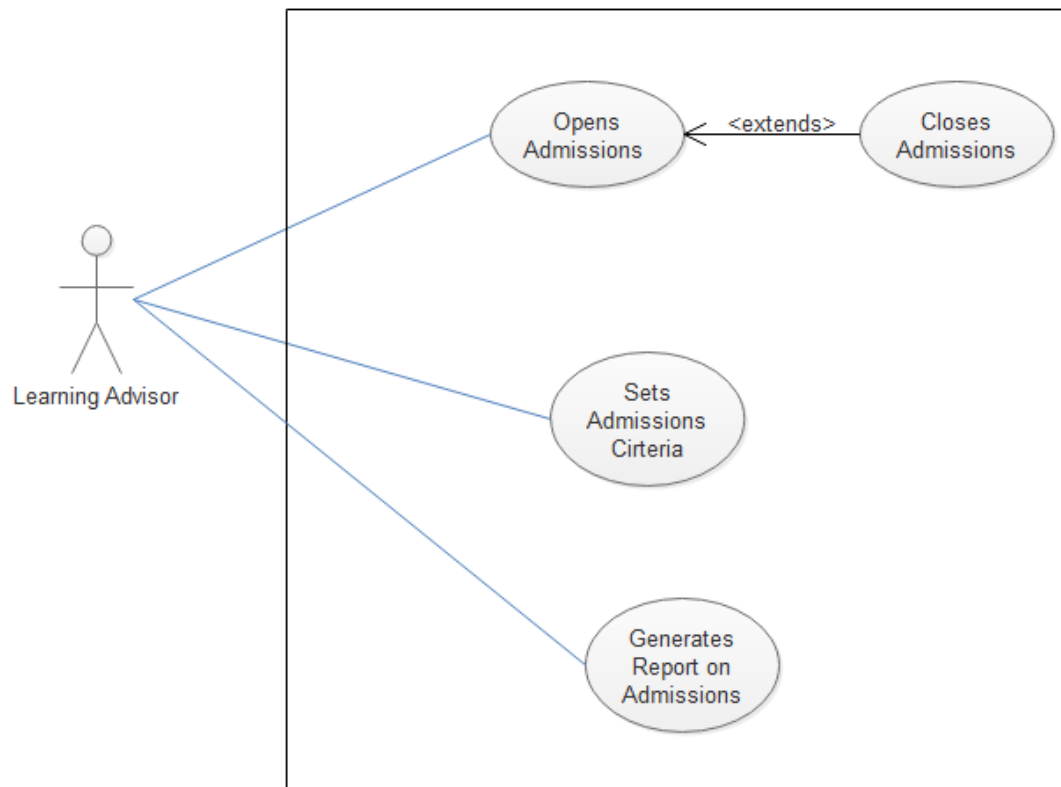 Opens
Admissions
<extends>
Closes
Admissions
Learning Advisor
Sets
Admissions
Cirteria
Generates
Report on
Admissions